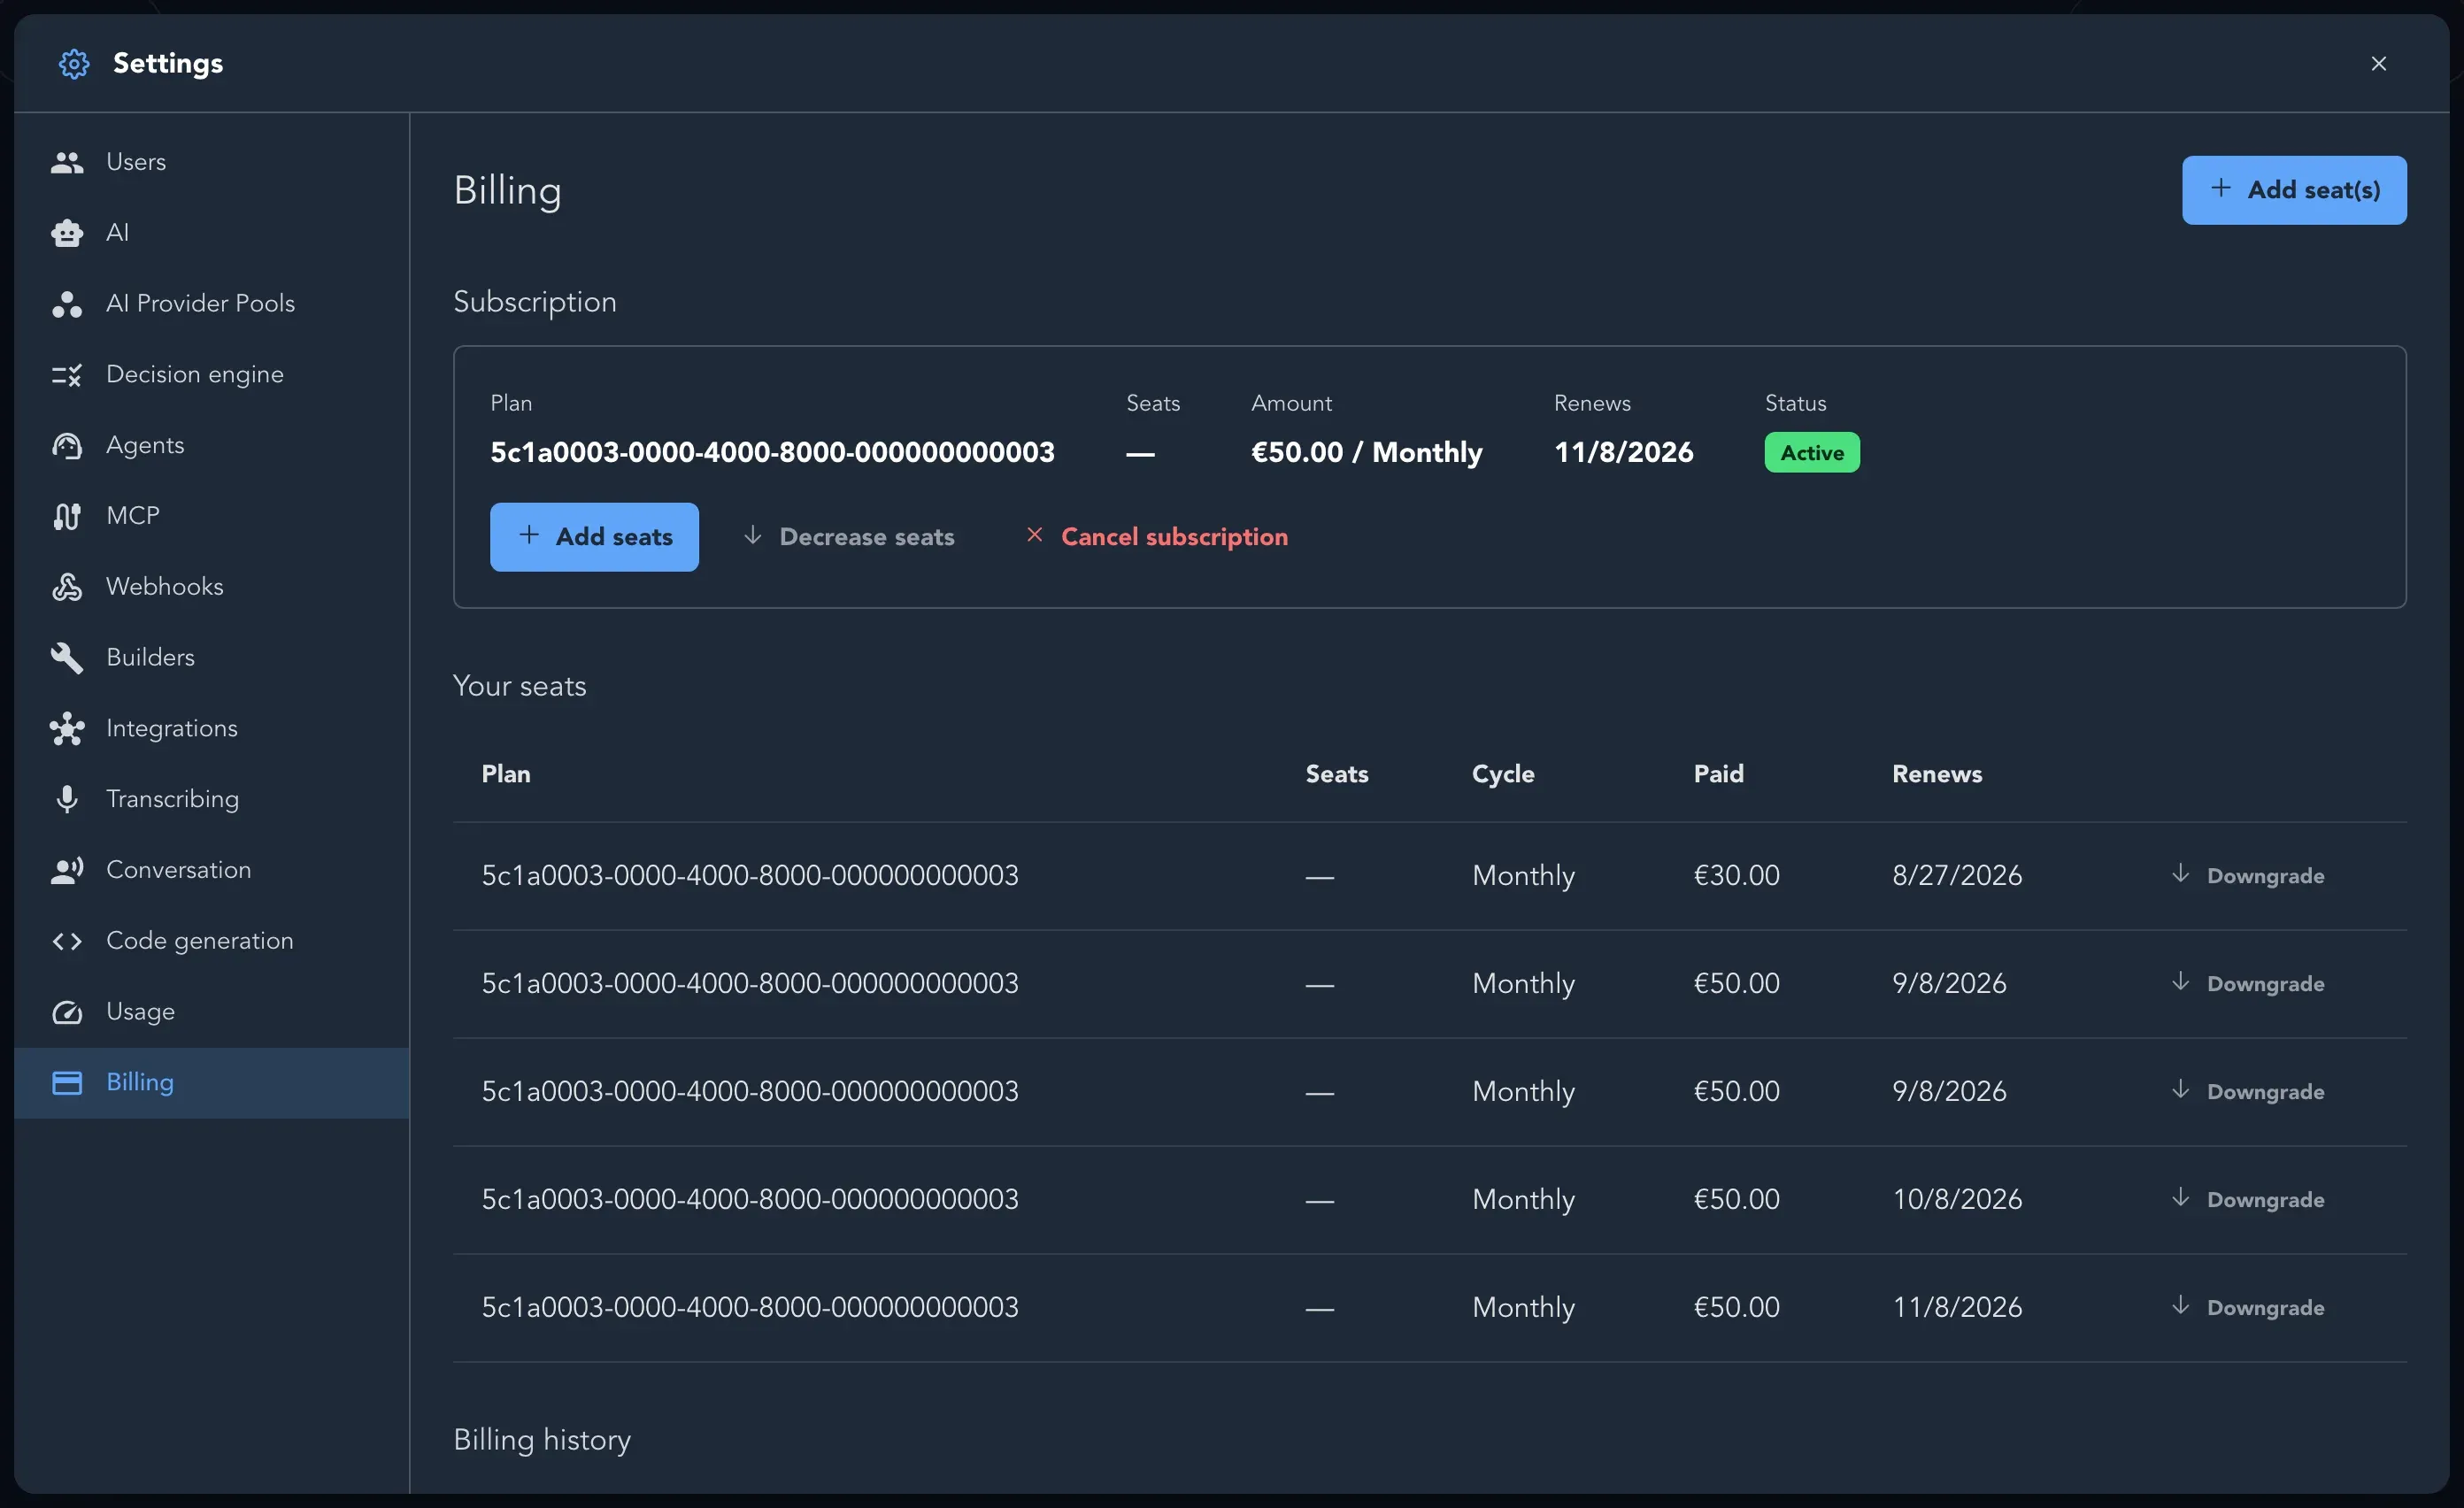 Settings
Users
AI
AI Provider Pools
Decision engine
Agents
MCP
Webhooks
Builders
Integrations
Transcribing
Conversation
Code generation
Usage
Billing
Billing
Add seat(s)
Subscription
Plan Seats Amount Renews Status
5c1a0003-0000-4000-8000-000000000003 — €50.00 / Monthly 11/8/2026 Active
Add seats Decrease seats Cancel subscription
Your seats
Plan Seats Cycle Paid Renews
5c1a0003-0000-4000-8000-000000000003 — Monthly €30.00 8/27/2026 Downgrade
5c1a0003-0000-4000-8000-000000000003 — Monthly €50.00 9/8/2026 Downgrade
5c1a0003-0000-4000-8000-000000000003 — Monthly €50.00 9/8/2026 Downgrade
5c1a0003-0000-4000-8000-000000000003 — Monthly €50.00 10/8/2026 Downgrade
5c1a0003-0000-4000-8000-000000000003 — Monthly €50.00 11/8/2026 Downgrade
Billing history